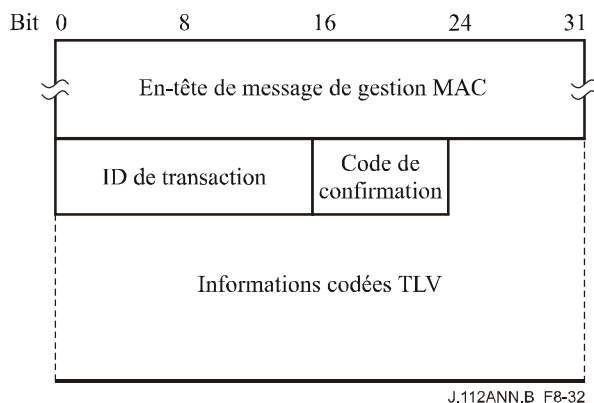 Bit 0 8 16 24 31
En-tête de message de gestion MAC
ID de transaction
Code de
confirmation
Informations codées TLV
J.112ANN.B F8-32